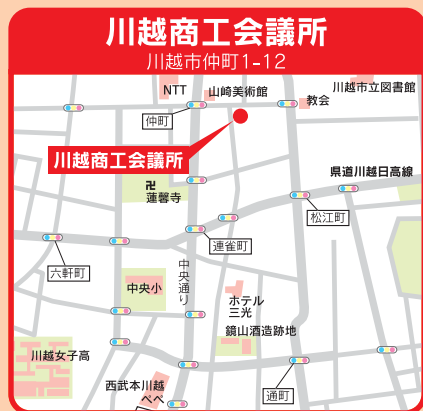 川越商工会議所
川越市仲町1-12
川越市立図書館
NTT
山崎美術館
教会
仲町
川越商工会議所
県道川越日高線
蓮馨寺
松江町
連雀町
六軒町
中央通り
中央小
ホテル
三光
鏡山酒造跡地
川越女子高
西武本川越
ぺぺ
通町